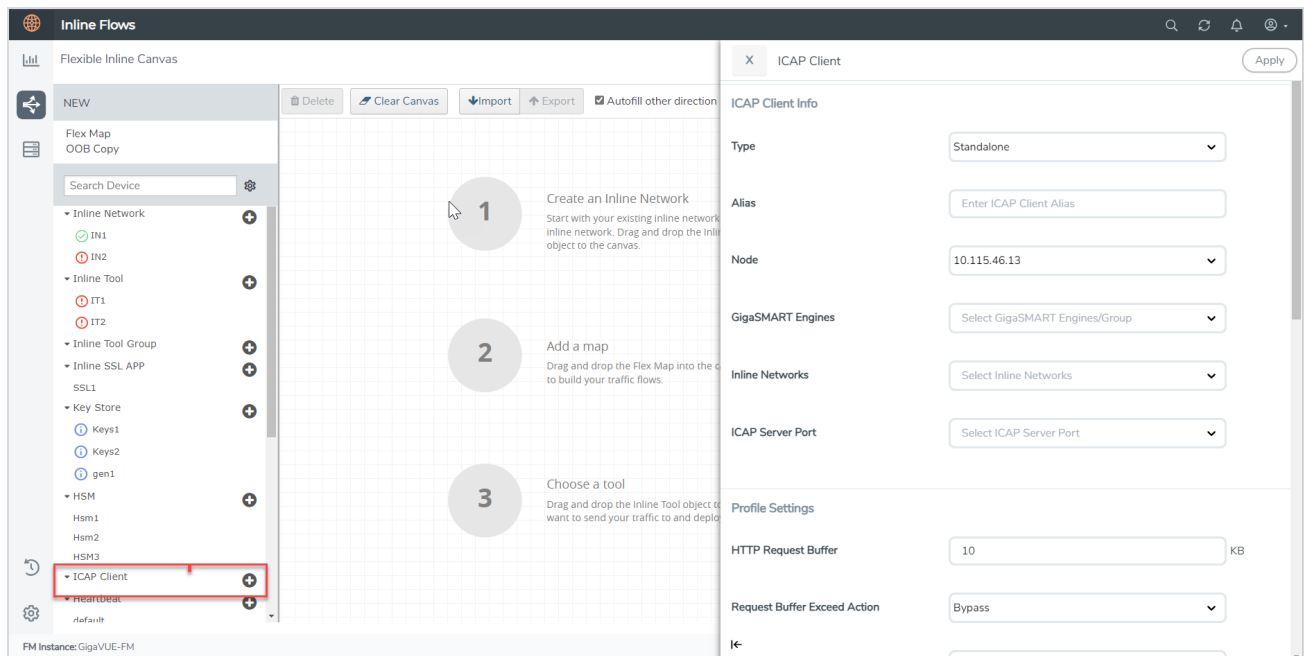 Inline Flows
Flexible Inline Canvas
NEW
Flex Map
OOB Copy
Search Device
Inline Network
IN1
IN2
Inline Tool
IT1
IT2
Inline Tool Group
Inline SSL APP
SSL1
Key Store
Keys1
Keys2
gen1
HSM
Hsm1
Hsm2
HSM3
ICAP Client
Heartbeat
default
FM Instance: GigaVUE-FM
Delete
Clear Canvas
Import
Export
Autofill other direction
1
Create an Inline Network
Start with your existing inline network
inline network. Drag and drop the Inli
object to the canvas.
2
Add a map
Drag and drop the Flex Map into the c
to build your traffic flows.
3
Choose a tool
Drag and drop the Inline Tool object to
want to send your traffic to and deplo
X
ICAP Client
Apply
ICAP Client Info
Type
Standalone
Alias
Enter ICAP Client Alias
Node
10.115.46.13
GigaSMART Engines
Select GigaSMART Engines/Group
Inline Networks
Select Inline Networks
ICAP Server Port
Select ICAP Server Port
Profile Settings
HTTP Request Buffer
10
KB
Request Buffer Exceed Action
Bypass